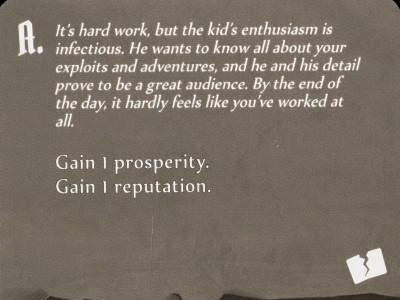 A. It's hard work, but the kid's enthusiasm is
infectious. He wants to know all about your
exploits and adventures, and he and his detail
prove to be a great audience. By the end of
the day, it hardly feels like you've worked at
all.
Gain 1 prosperity.
Gain 1 reputation.